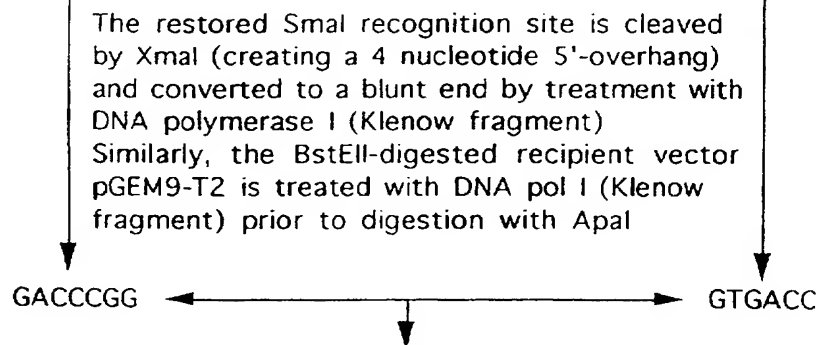 The restored SmaI recognition site is cleaved
by XmaI (creating a 4 nucleotide 5'-overhang)
and converted to a blunt end by treatment with
DNA polymerase I (Klenow fragment)
Similarly, the BstEII-digested recipient vector
pGEM9-T2 is treated with DNA pol I (Klenow
fragment) prior to digestion with ApaI
GACCCGG GTGACC